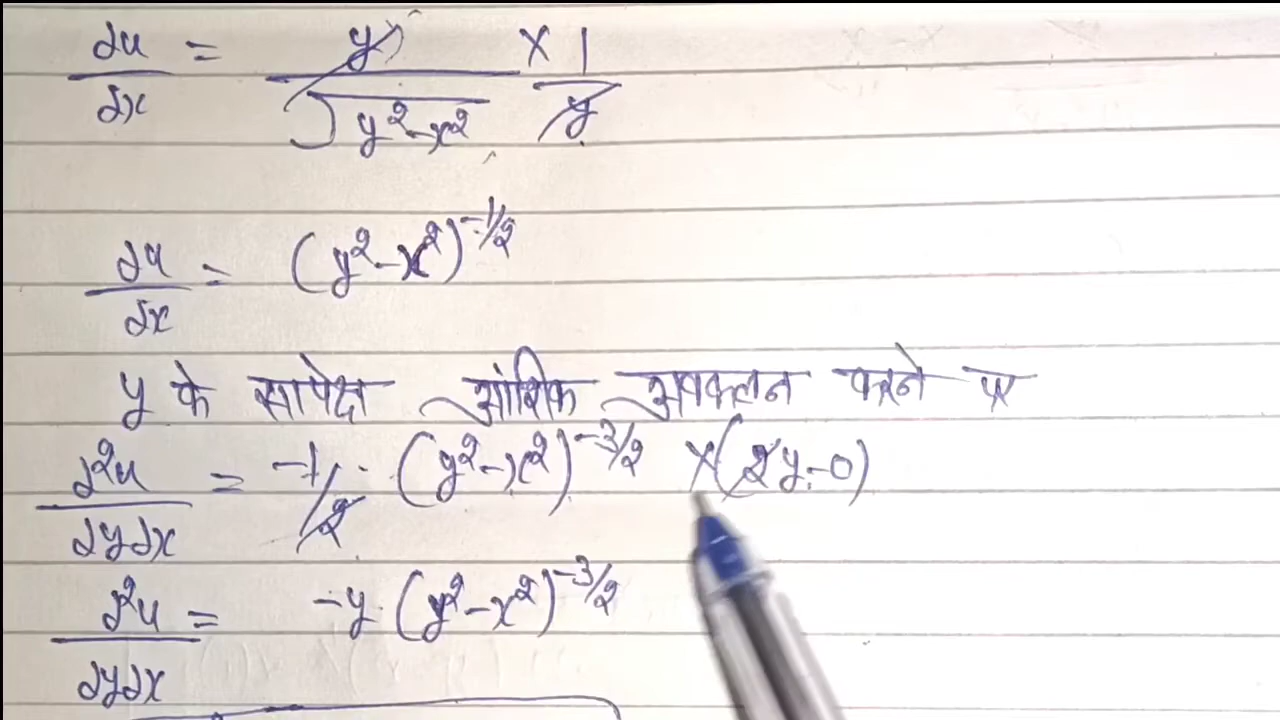 ∂u/∂x = y/√(y²-x²) × 1/y
∂u/∂x = (y²-x²)^-1/2
y के सापेक्ष आंशिक अवकलन करने पर
∂²u/∂y∂x = -1/2 · (y²-x²)^-3/2 × (2y-0)
∂²u/∂y∂x = -y (y²-x²)^-3/2